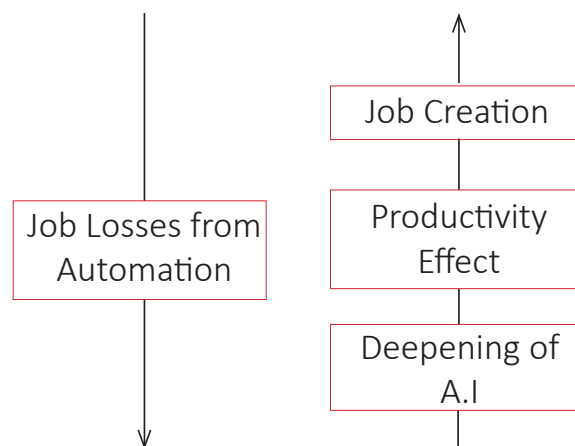 Job Losses from
Automation
Job Creation
Productivity
Effect
Deepening of
A.I